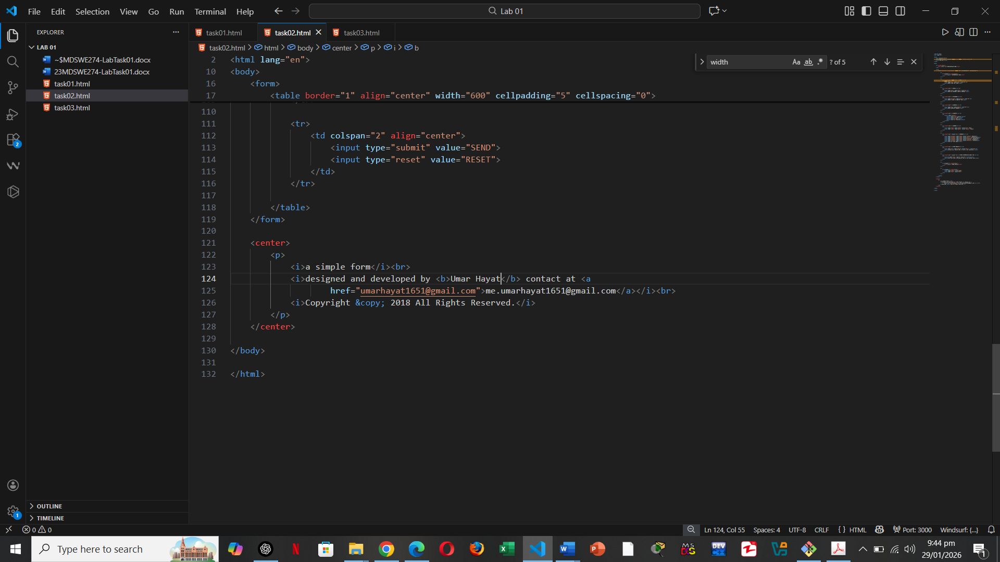 File Edit Selection View Go Run Terminal Help
Lab 01
EXPLORER
LAB 01
~$MDSWE274-LabTask01.docx
23MDSWE274-LabTask01.docx
task01.html
task02.html
task03.html
OUTLINE
TIMELINE
task01.html task02.html task03.html
task02.html > html > body > center > p > i > b
width Aa ab .* ? of 5
2 <html lang="en">
10 <body>
16 <form>
17 <table border="1" align="center" width="600" cellpadding="5" cellspacing="0">
110
111 <tr>
112 <td colspan="2" align="center">
113 <input type="submit" value="SEND">
114 <input type="reset" value="RESET">
115 </td>
116 </tr>
117
118 </table>
119 </form>
120
121 <center>
122 <p>
123 <i>a simple form</i><br>
124 <i>designed and developed by <b>Umar Hayat</b> contact at <a
125 href="umarhayat1651@gmail.com">me.umarhayat1651@gmail.com</a></i><br>
126 <i>Copyright &copy; 2018 All Rights Reserved.</i>
127 </p>
128 </center>
129
130 </body>
131
132 </html>
2
1
0 0
Ln 124, Col 55 Spaces: 4 UTF-8 CRLF { } HTML Port: 3000 Windsurf: {...}
Type here to search
9:44 pm
29/01/2026
1